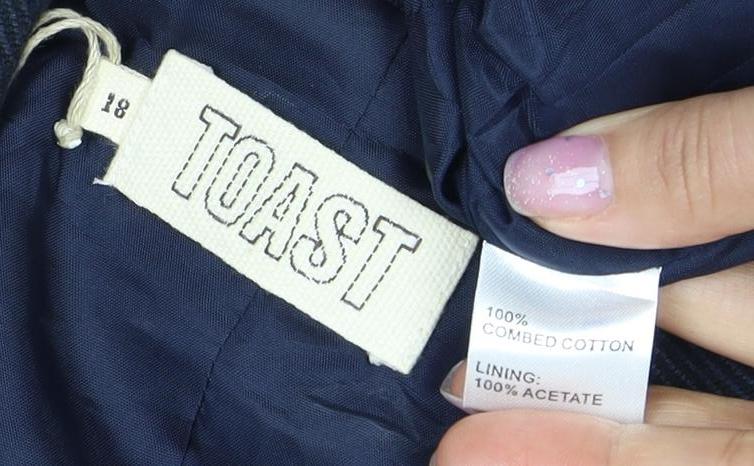 18
TOAST
100%
COMBED COTTON
LINING:
100% ACETATE